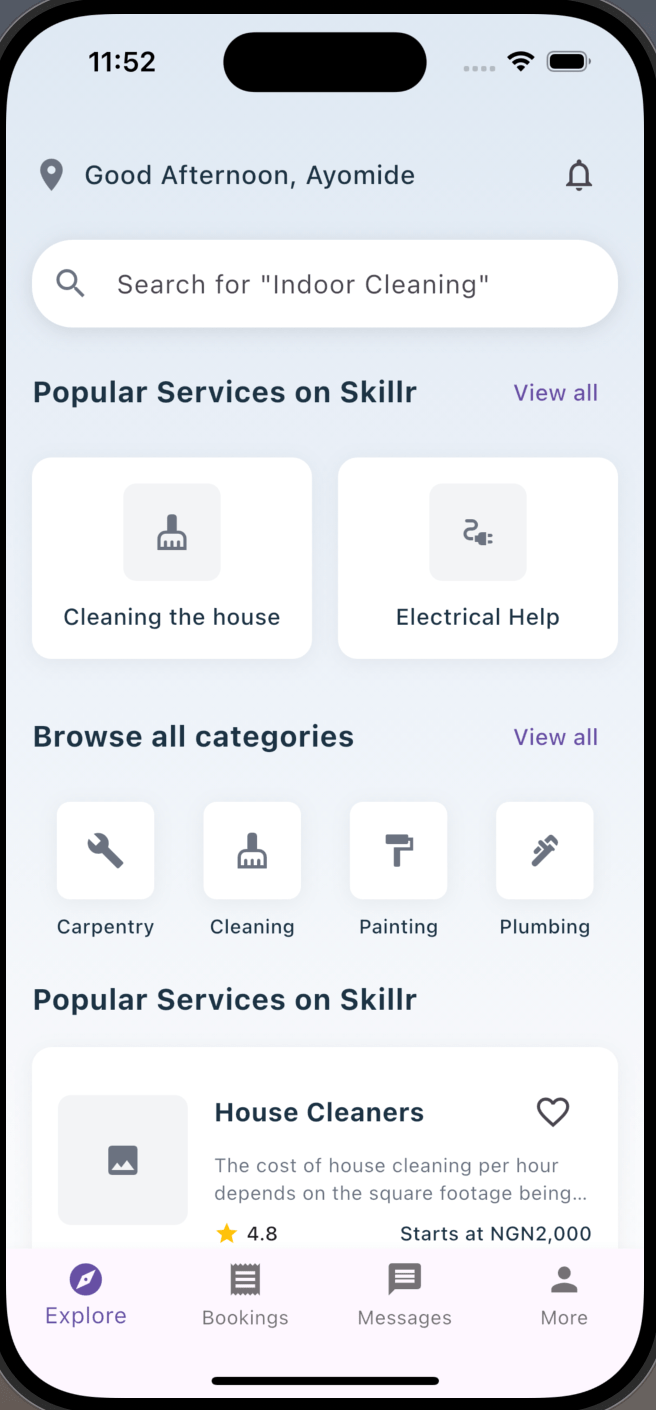 11:52
Good Afternoon, Ayomide
Search for "Indoor Cleaning"
Popular Services on Skillr
View all
Cleaning the house
Electrical Help
Browse all categories
View all
Carpentry
Cleaning
Painting
Plumbing
Popular Services on Skillr
House Cleaners
The cost of house cleaning per hour
depends on the square footage being...
4.8
Starts at NGN2,000
Explore
Bookings
Messages
More